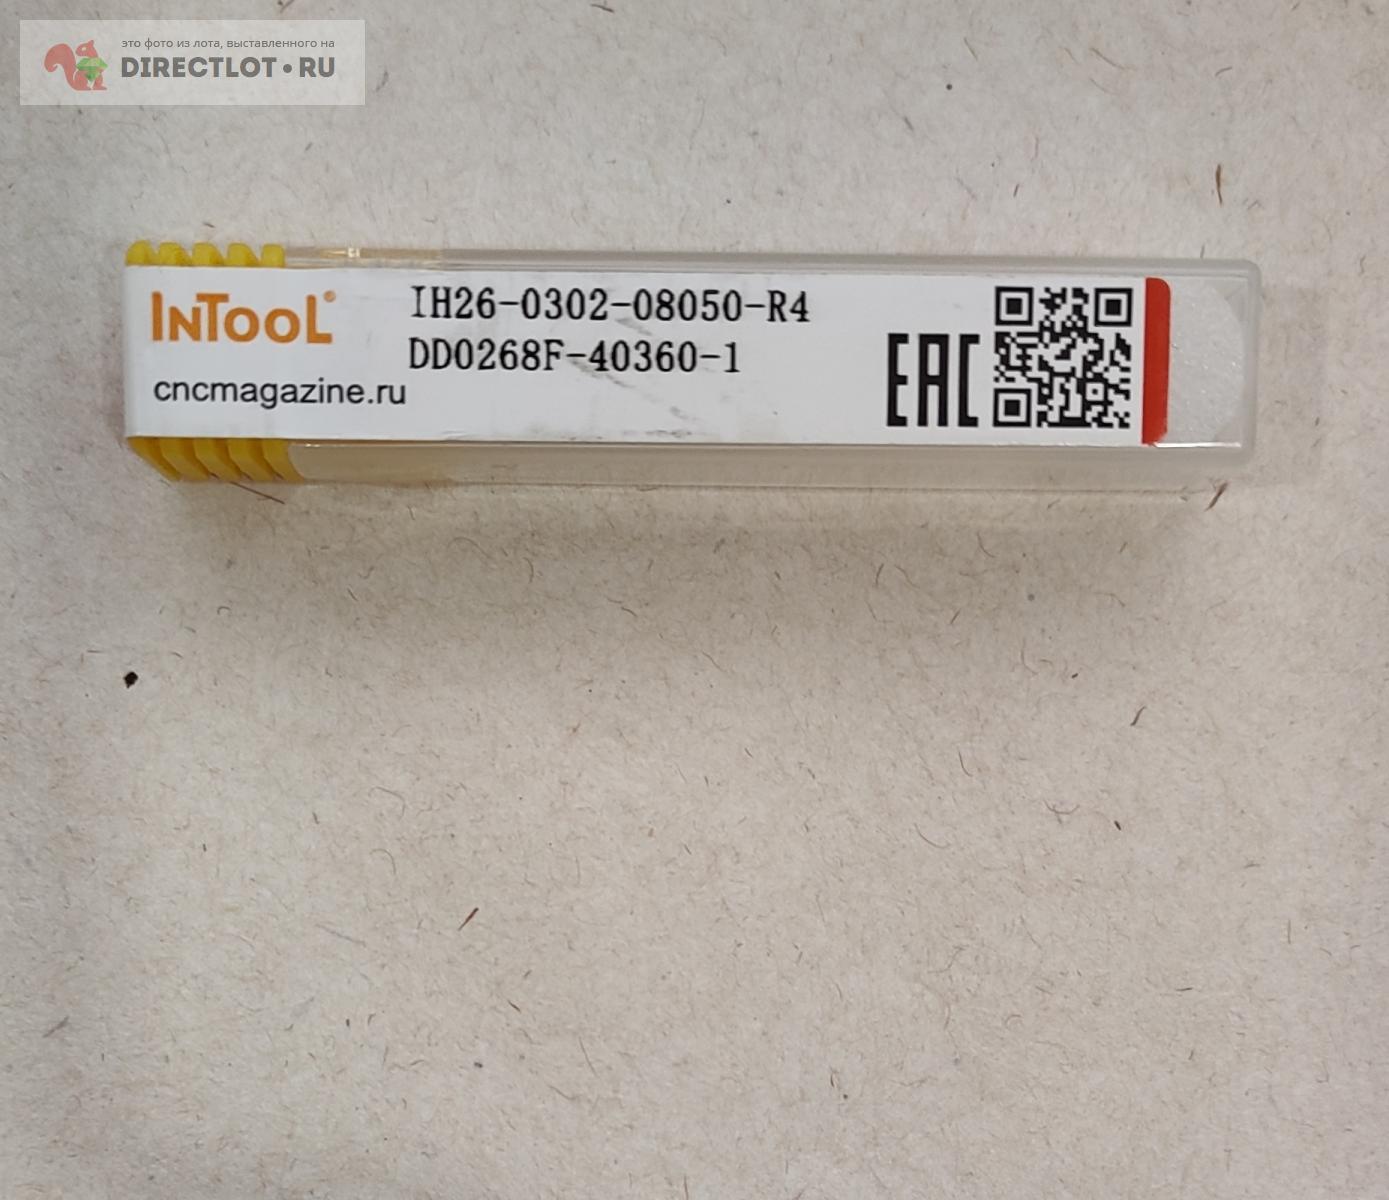 это фото из лота, выставленного на
DIRECTLOT•RU
INTOOL®
cncmagazine.ru
IH26-0302-08050-R4
DD0268F-40360-1
EAC